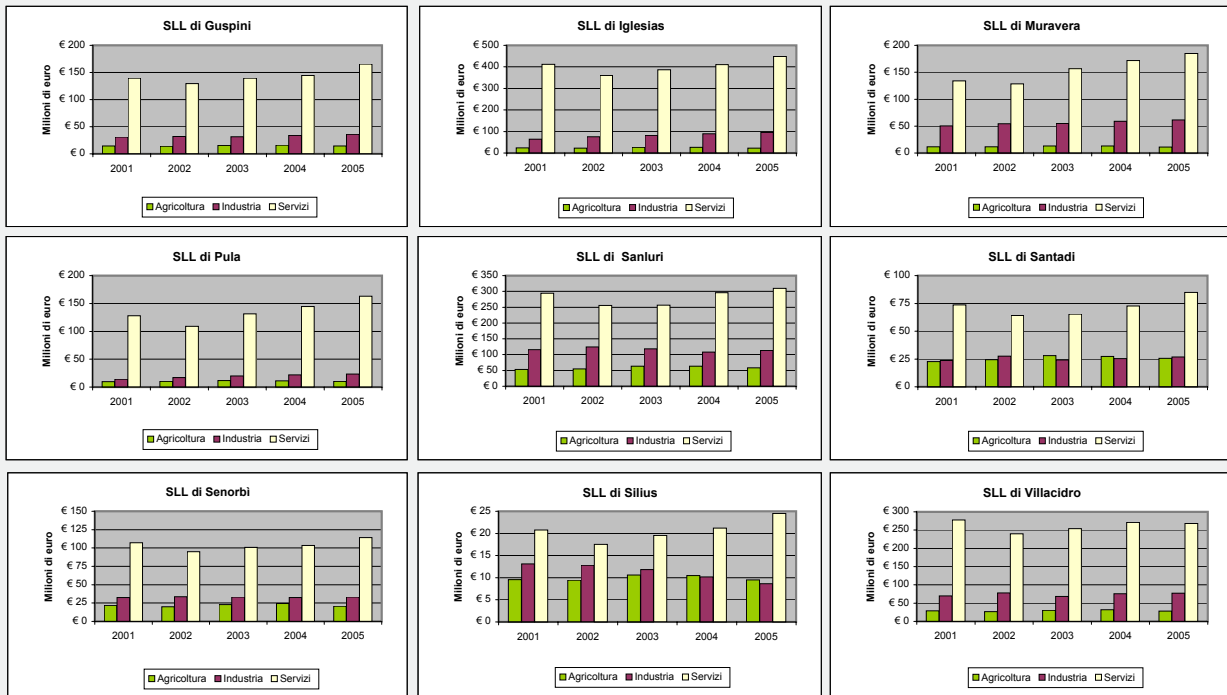 SLL di Guspini
Milioni di euro
€ 200
€ 150
€ 100
€ 50
€ 0
2001 2002 2003 2004 2005
Agricoltura Industria Servizi
SLL di Iglesias
Milioni di euro
€ 500
€ 400
€ 300
€ 200
€ 100
€ 0
2001 2002 2003 2004 2005
Agricoltura Industria Servizi
SLL di Muravera
Milioni di euro
€ 200
€ 150
€ 100
€ 50
€ 0
2001 2002 2003 2004 2005
Agricoltura Industria Servizi
SLL di Pula
Milioni di euro
€ 200
€ 150
€ 100
€ 50
€ 0
2001 2002 2003 2004 2005
Agricoltura Industria Servizi
SLL di Sanluri
Milioni di euro
€ 350
€ 300
€ 250
€ 200
€ 150
€ 100
€ 50
€ 0
2001 2002 2003 2004 2005
Agricoltura Industria Servizi
SLL di Santadi
Milioni di euro
€ 100
€ 75
€ 50
€ 25
€ 0
2001 2002 2003 2004 2005
Agricoltura Industria Servizi
SLL di Senorbì
Milioni di euro
€ 150
€ 125
€ 100
€ 75
€ 50
€ 25
€ 0
2001 2002 2003 2004 2005
Agricoltura Industria Servizi
SLL di Silius
Milioni di euro
€ 25
€ 20
€ 15
€ 10
€ 5
€ 0
2001 2002 2003 2004 2005
Agricoltura Industria Servizi
SLL di Villacidro
Milioni di euro
€ 300
€ 250
€ 200
€ 150
€ 100
€ 50
€ 0
2001 2002 2003 2004 2005
Agricoltura Industria Servizi